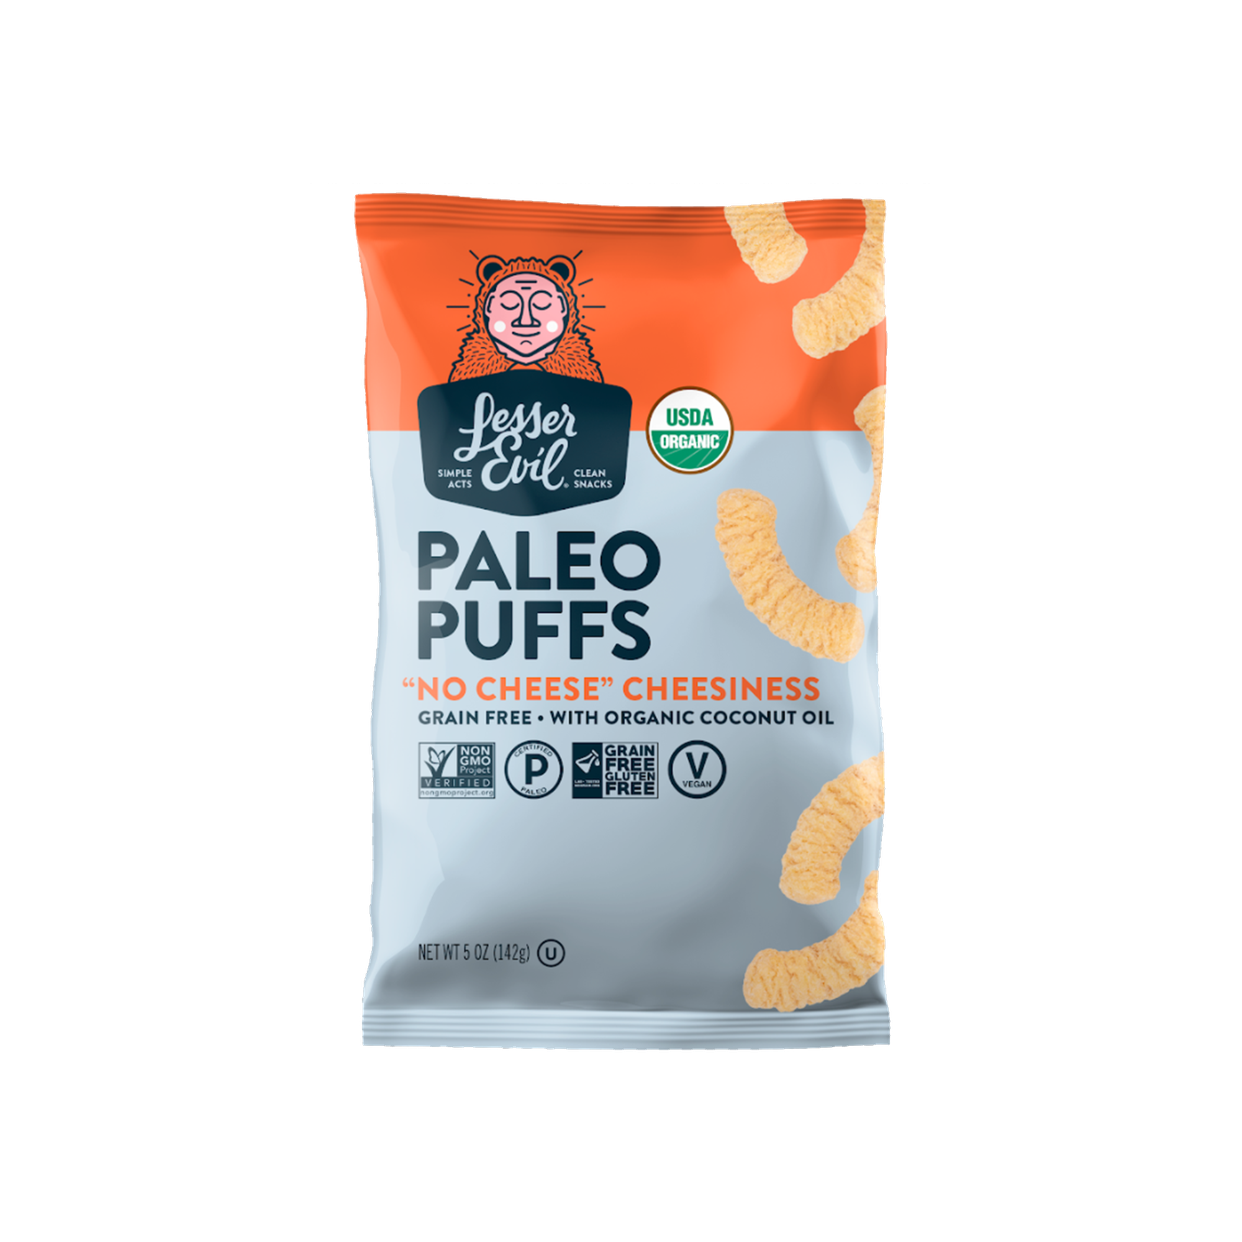 Lesser
Evil®
SIMPLE
ACTS
CLEAN
SNACKS
USDA
ORGANIC
PALEO
PUFFS
“NO CHEESE” CHEESINESS
GRAIN FREE • WITH ORGANIC COCONUT OIL
NON
GMO
Project
VERIFIED
nongmoproject.org
CERTIFIED
P
PALEO
GRAIN
FREE
GLUTEN
FREE
V
VEGAN
NET WT 5 OZ (142g) U